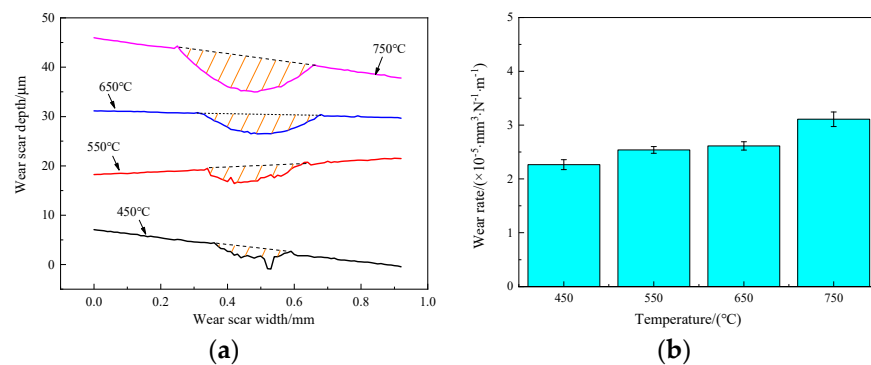 50
40
30
20
10
0
Wear scar depth/μm
750℃
650℃
550℃
450℃
0.0 0.2 0.4 0.6 0.8 1.0
Wear scar width/mm
(a)
5
4
3
2
1
0
Wear rate/(×10⁻⁵·mm³·N⁻¹·m⁻¹)
450 550 650 750
Temperature/(℃)
(b)